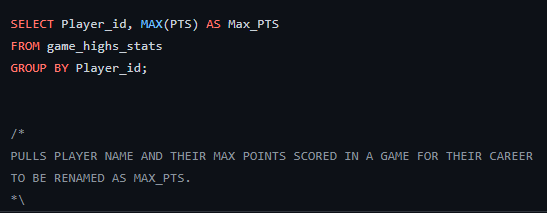 SELECT Player_id, MAX(PTS) AS Max_PTS
FROM game_highs_stats
GROUP BY Player_id;
/*
PULLS PLAYER NAME AND THEIR MAX POINTS SCORED IN A GAME FOR THEIR CAREER
TO BE RENAMED AS MAX_PTS.
*\